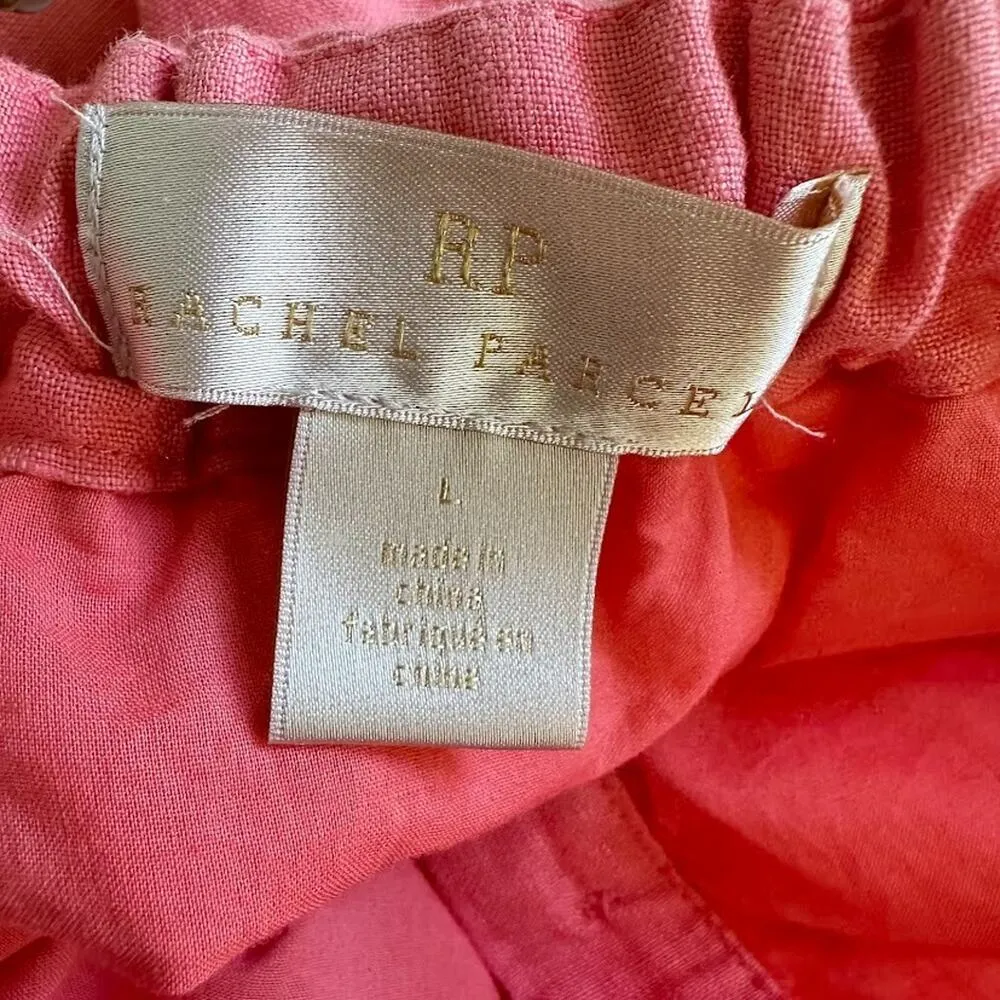 RP
RACHEL PARCEL
L
made in
china
fabriqué en
chine